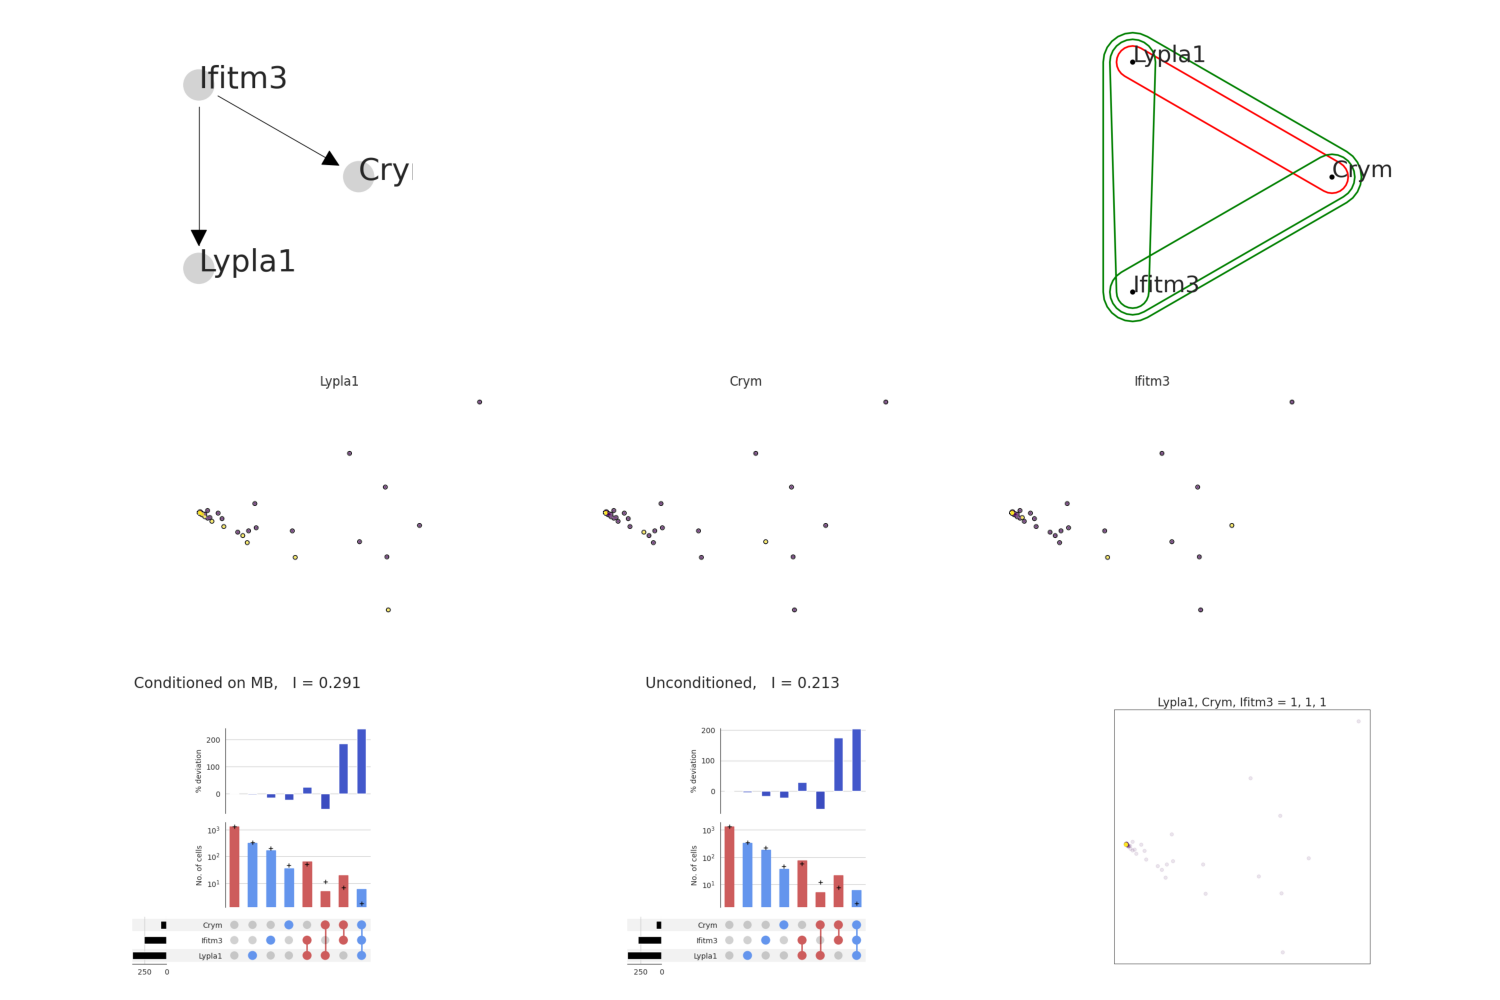 Ifitm3
Cry
Lypla1
Lypla1
Crym
Ifitm3
Lypla1
Crym
Ifitm3
Conditioned on MB, I = 0.291
% deviation
200
100
0
No. of cells
10³
10²
10¹
Crym
Ifitm3
Lypla1
250 0
Unconditioned, I = 0.213
% deviation
200
100
0
No. of cells
10³
10²
10¹
Crym
Ifitm3
Lypla1
250 0
Lypla1, Crym, Ifitm3 = 1, 1, 1